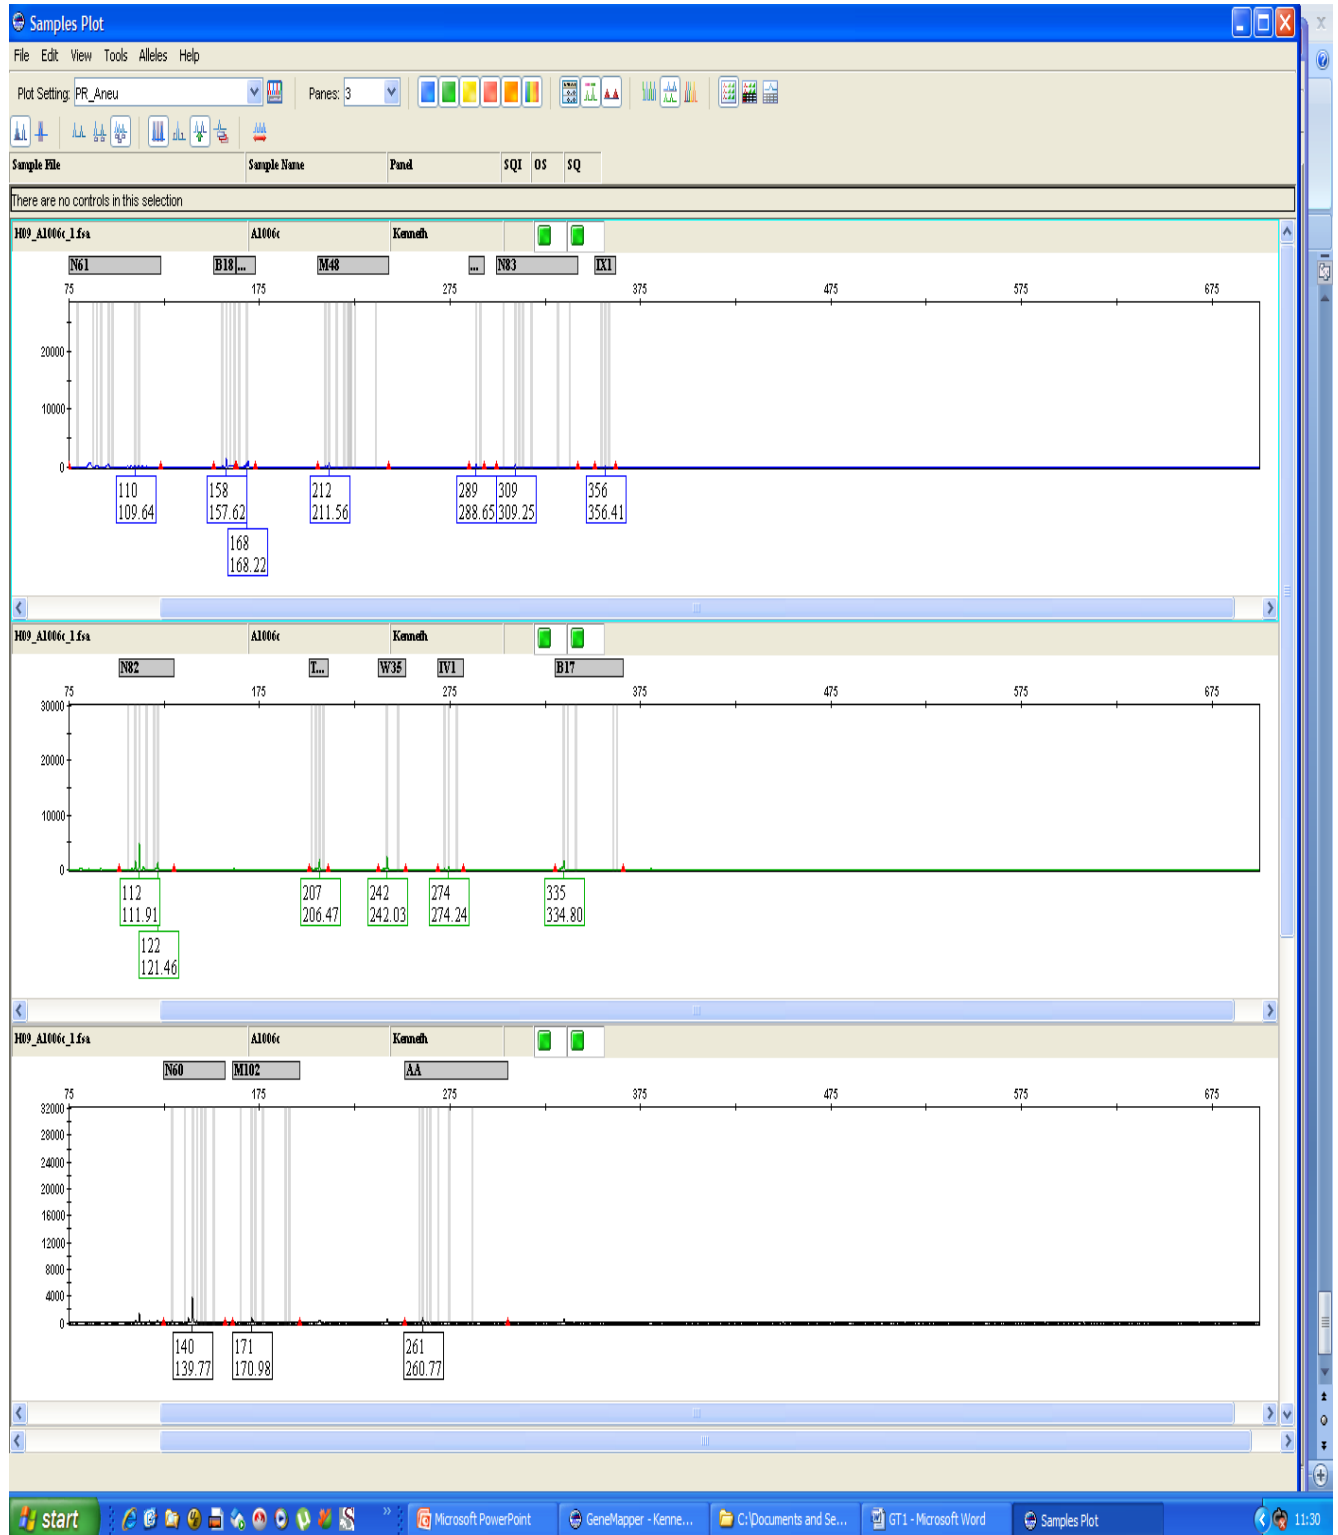 Samples Plot
File Edit View Tools Alleles Help
Plot Setting: PR_Aneu Panes: 3
Sample File Sample Name Panel SQI OS SQ
There are no controls in this selection
H09_A1006c_1.fsa A1006c Kenneth
N61 B18 ... M48 ... N83 IX1
75 175 275 375 475 575 675
20000
10000
0
110 158 212 289 309 356
109.64 157.62 211.56 288.65 309.25 356.41
168
168.22
H09_A1006c_1.fsa A1006c Kenneth
N82 T... W35 IV1 B17
75 175 275 375 475 575 675
30000
20000
10000
0
112 207 242 274 335
111.91 206.47 242.03 274.24 334.80
122
121.46
H09_A1006c_1.fsa A1006c Kenneth
N60 M102 AA
75 175 275 375 475 575 675
32000
28000
24000
20000
16000
12000
8000
4000
0
140 171 261
139.77 170.98 260.77
start Microsoft PowerPoint GeneMapper - Kenne... C:\Documents and Se... GT1 - Microsoft Word Samples Plot 11:30